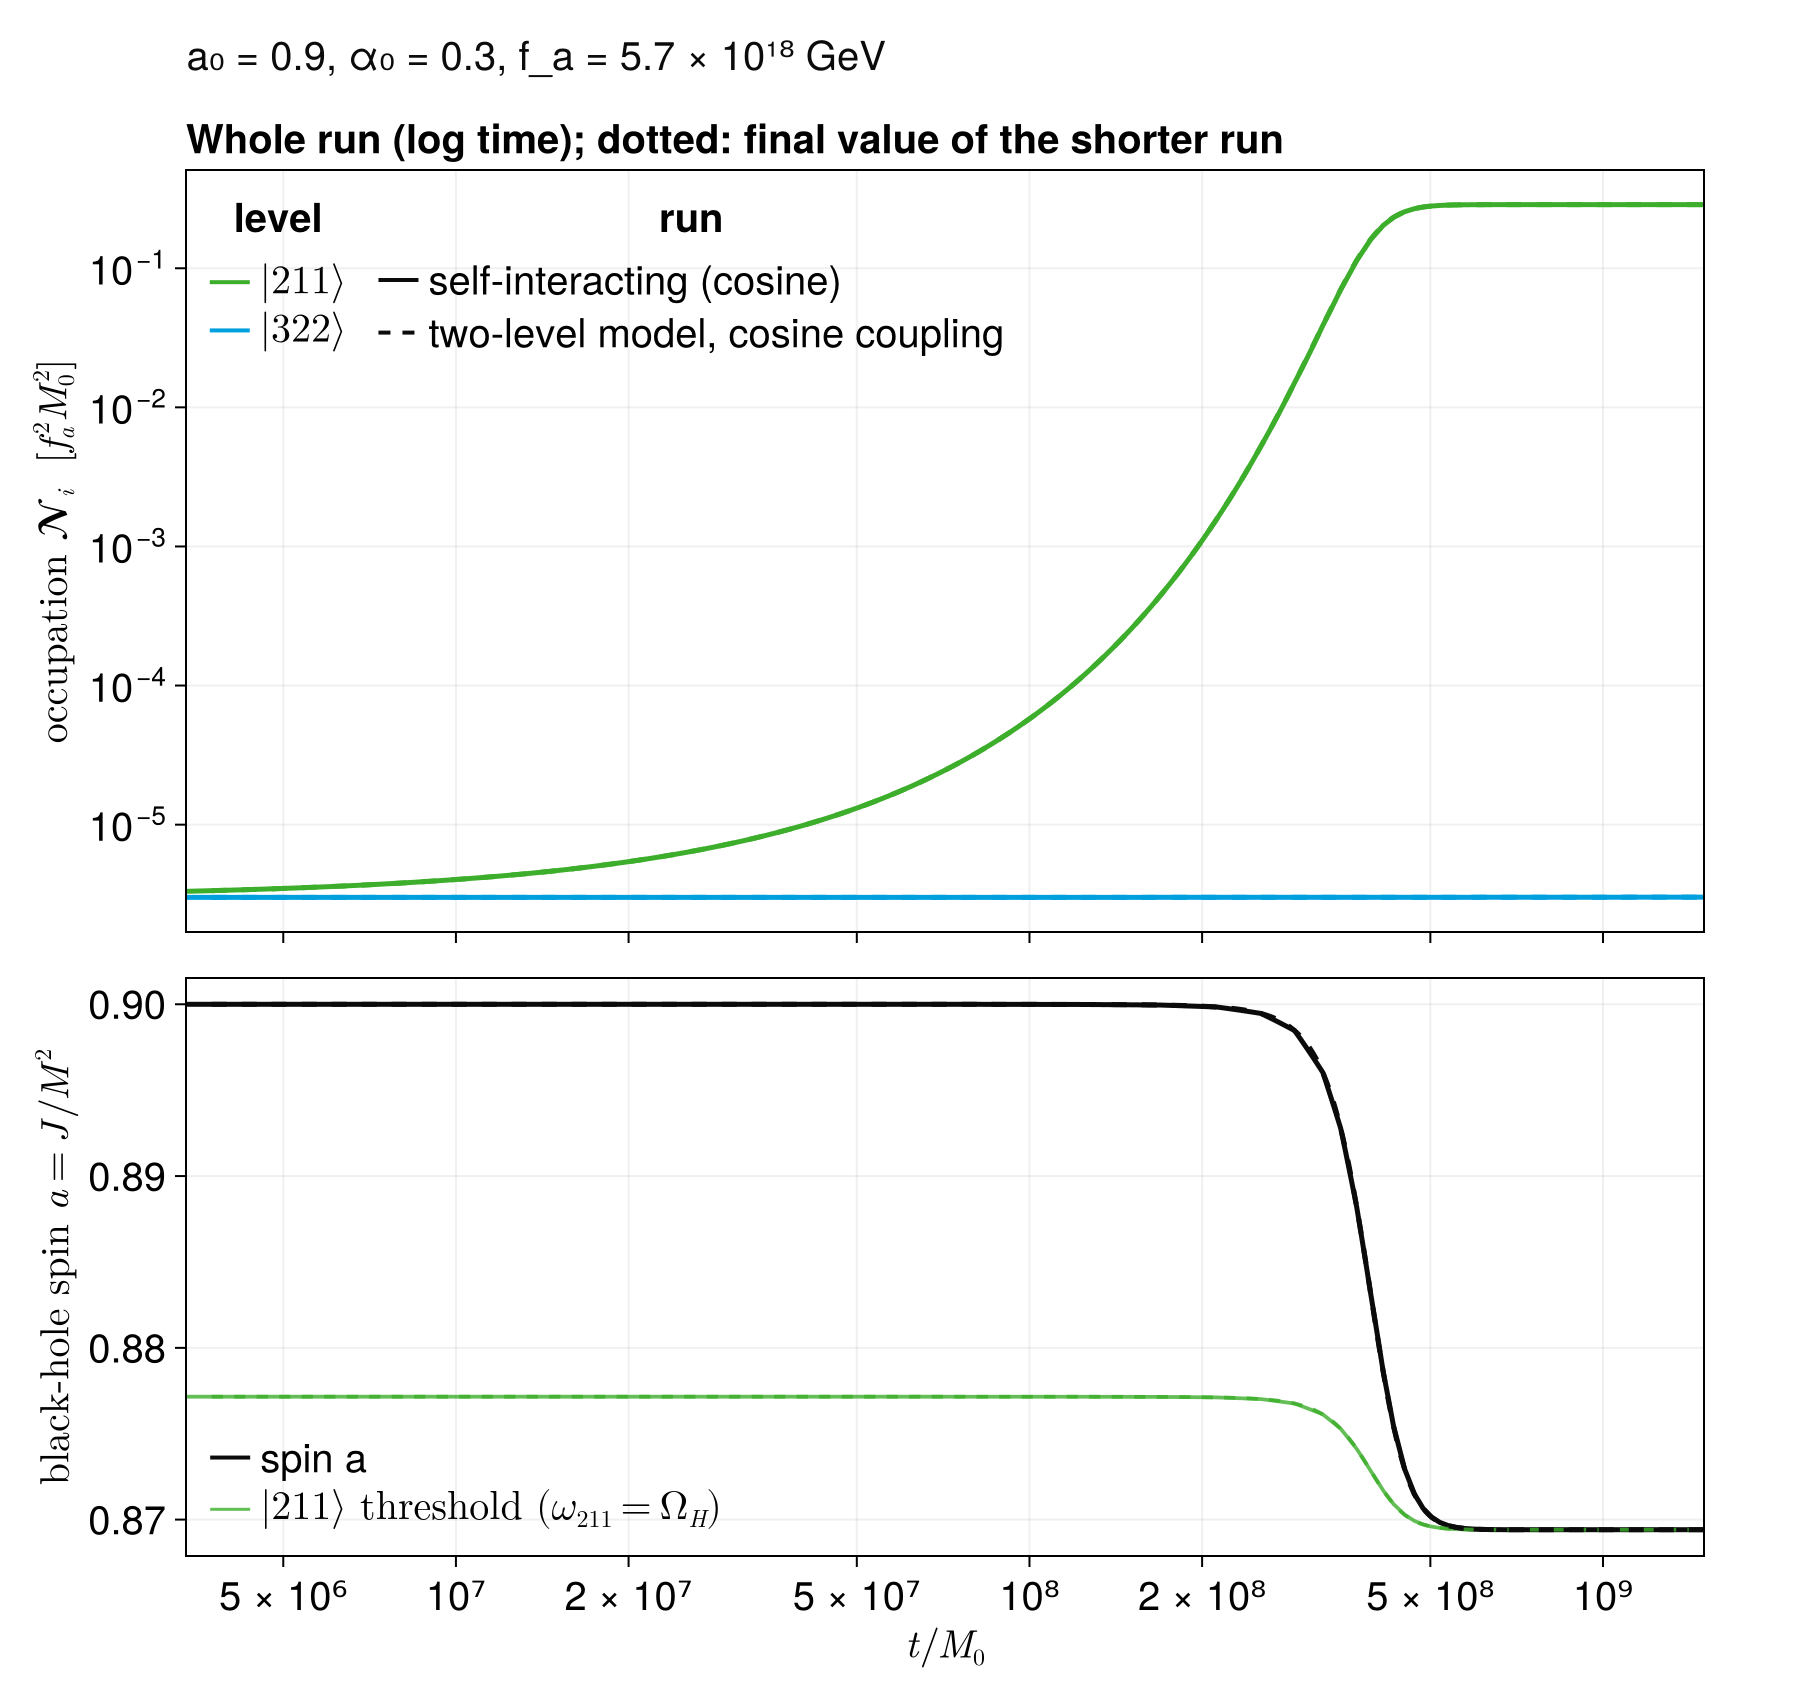 a₀ = 0.9, α₀ = 0.3, f_a = 5.7 × 10¹⁸ GeV
Whole run (log time); dotted: final value of the shorter run
level
run
|211⟩
self-interacting (cosine)
|322⟩
two-level model, cosine coupling
10⁻¹
10⁻²
10⁻³
10⁻⁴
10⁻⁵
occupation 𝒩ᵢ [f_a² M₀²]
0.90
0.89
0.88
0.87
black-hole spin a = J/M²
spin a
|211⟩ threshold (ω₂₁₁ = Ω_H)
5 × 10⁶
10⁷
2 × 10⁷
5 × 10⁷
10⁸
2 × 10⁸
5 × 10⁸
10⁹
t/M₀